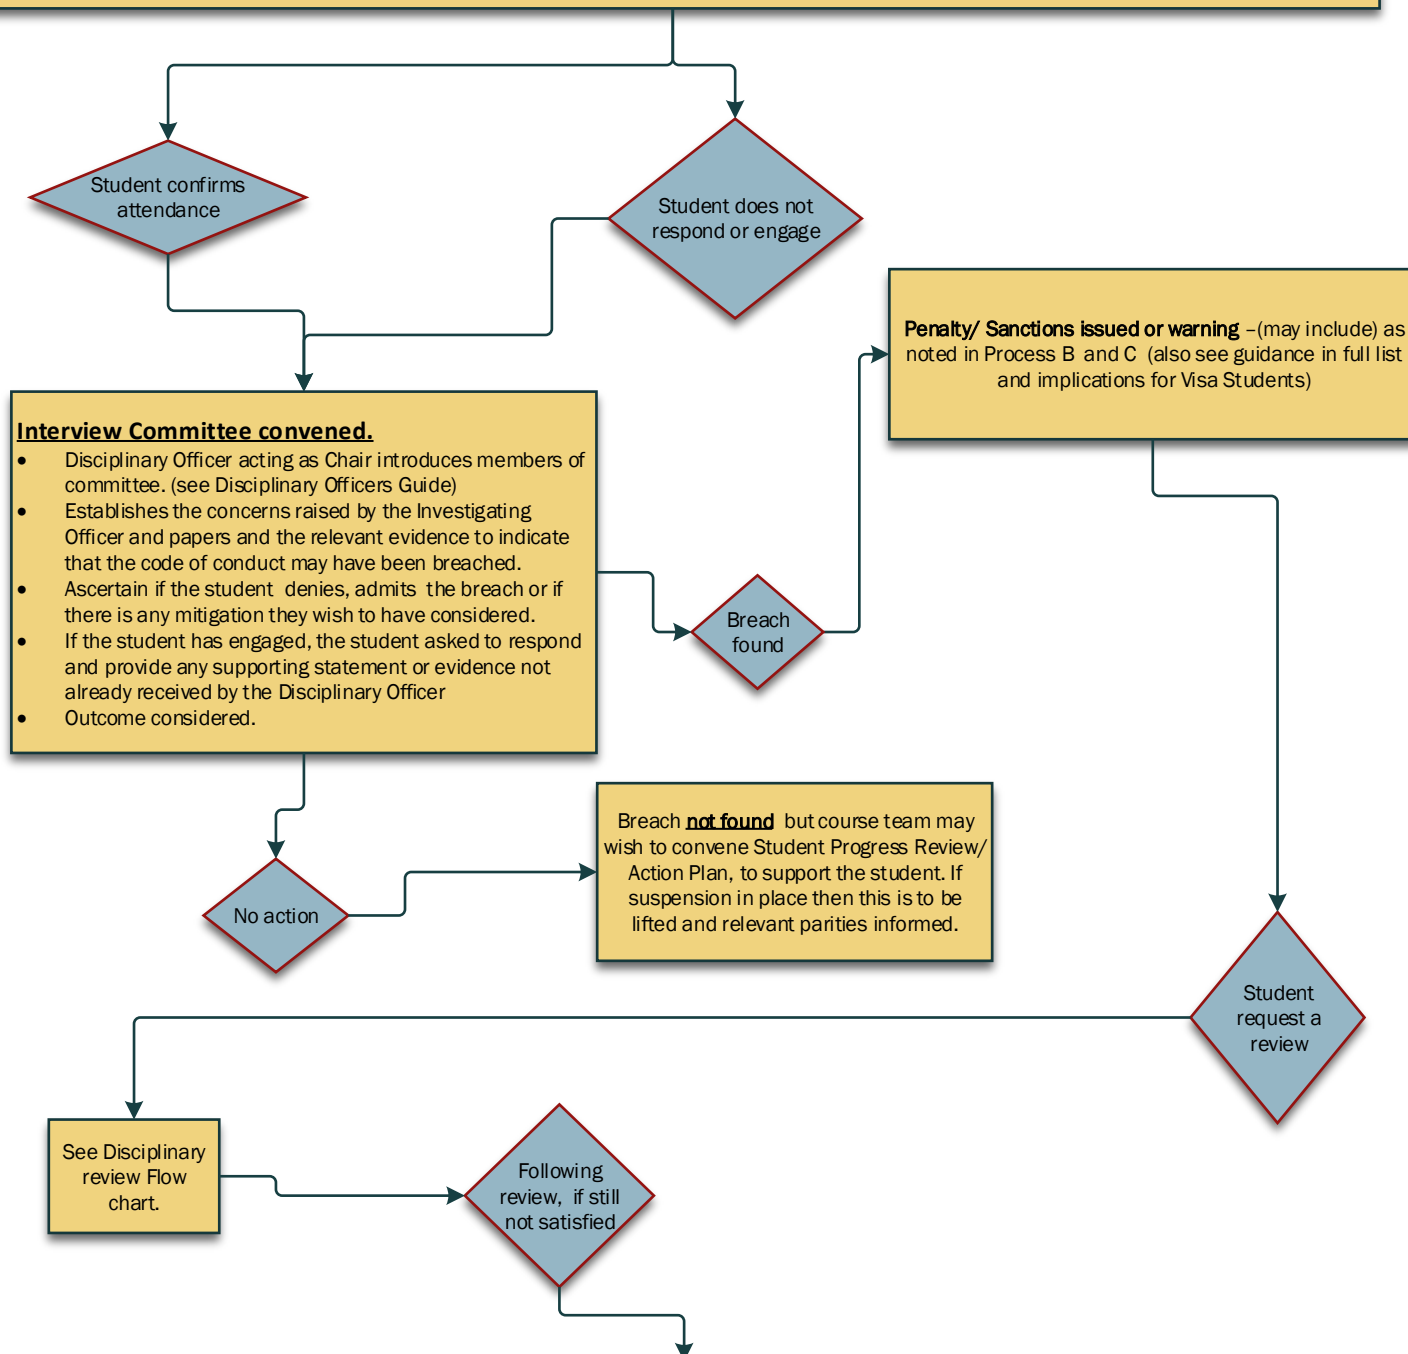 Student confirms
attendance
Student does not
respond or engage
Penalty/ Sanctions issued or warning –(may include) as
noted in Process B and C (also see guidance in full list
and implications for Visa Students)
Interview Committee convened.
• Disciplinary Officer acting as Chair introduces members of
committee. (see Disciplinary Officers Guide)
• Establishes the concerns raised by the Investigating
Officer and papers and the relevant evidence to indicate
that the code of conduct may have been breached.
• Ascertain if the student denies, admits the breach or if
there is any mitigation they wish to have considered.
• If the student has engaged, the student asked to respond
and provide any supporting statement or evidence not
already received by the Disciplinary Officer
• Outcome considered.
Breach
found
Breach not found but course team may
wish to convene Student Progress Review/
Action Plan, to support the student. If
suspension in place then this is to be
lifted and relevant parities informed.
No action
Student
request a
review
See Disciplinary
review Flow
chart.
Following
review, if still
not satisfied